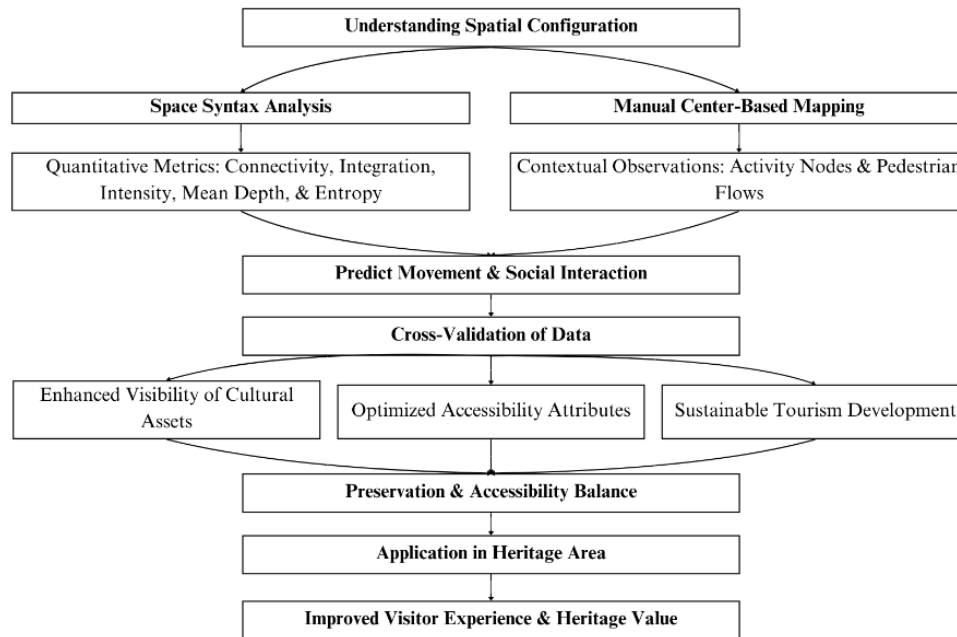 Understanding Spatial Configuration
Space Syntax Analysis
Manual Center-Based Mapping
Quantitative Metrics: Connectivity, Integration,
Intensity, Mean Depth, & Entropy
Contextual Observations: Activity Nodes & Pedestrian
Flows
Predict Movement & Social Interaction
Cross-Validation of Data
Enhanced Visibility of Cultural
Assets
Optimized Accessibility Attributes
Sustainable Tourism Development
Preservation & Accessibility Balance
Application in Heritage Area
Improved Visitor Experience & Heritage Value